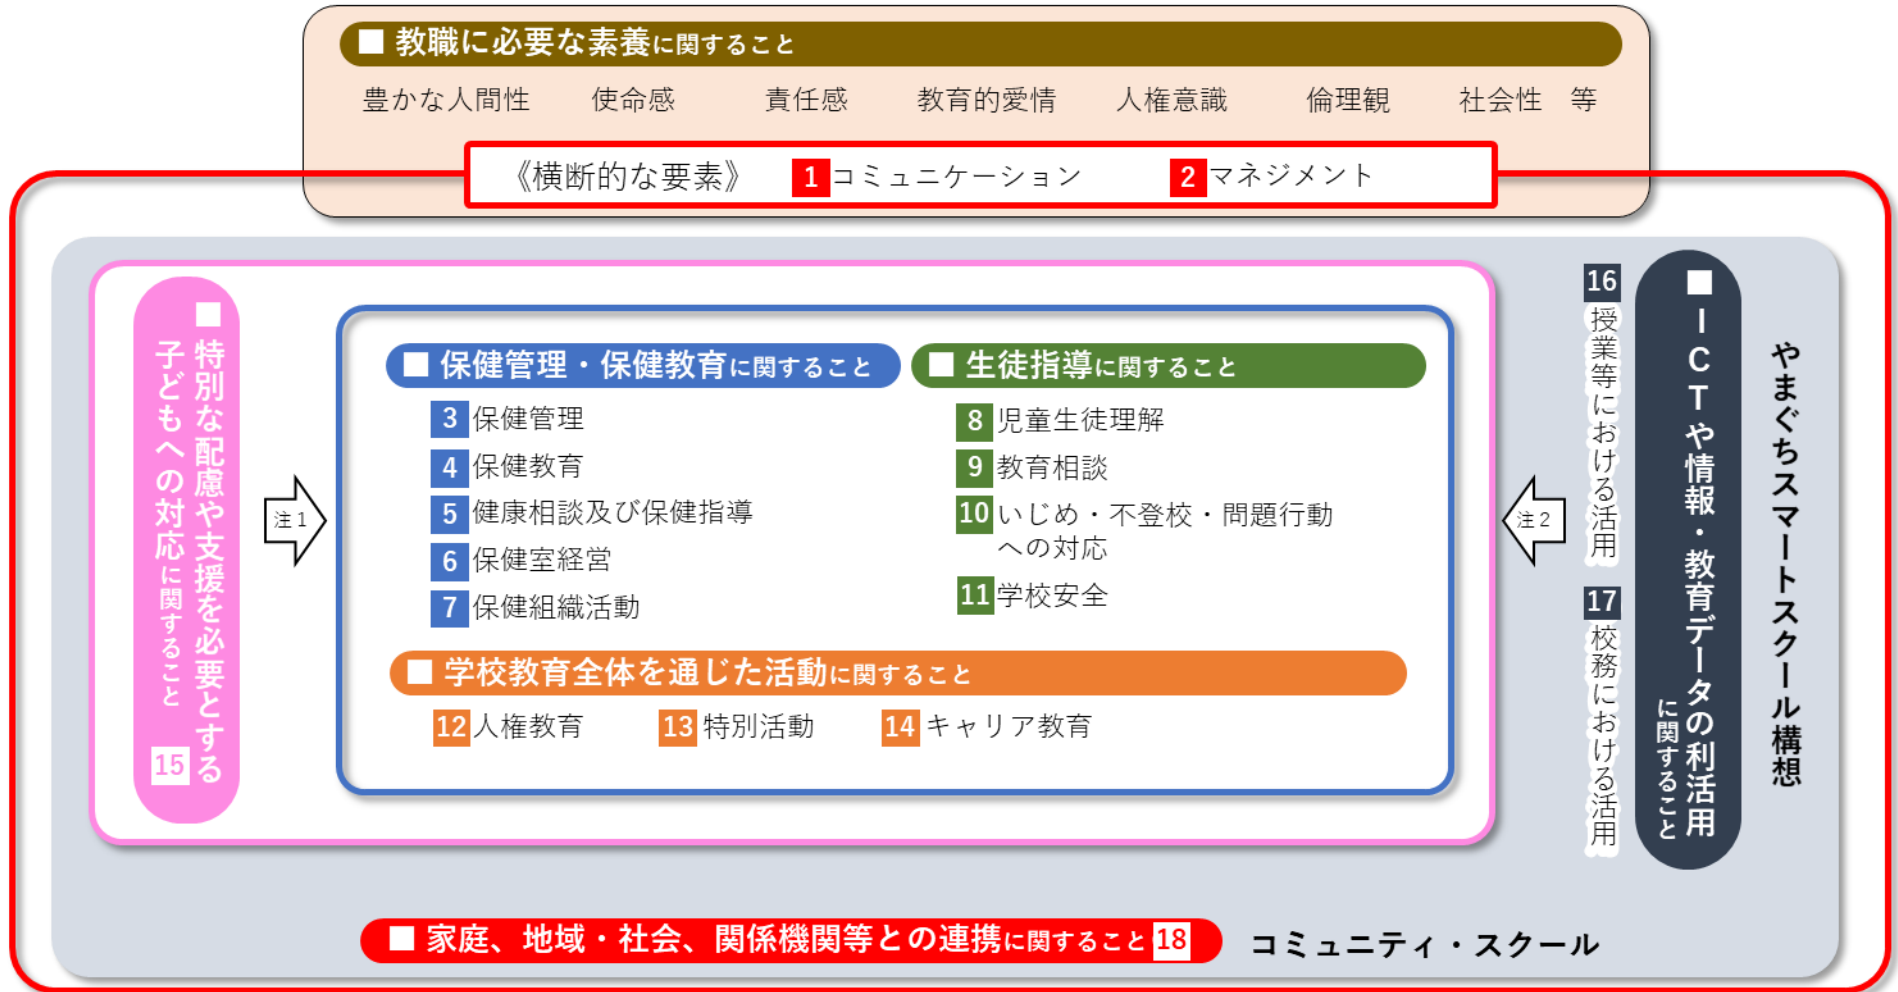 ■ 教職に必要な素養に関すること
豊かな人間性 使命感 責任感 教育的愛情 人権意識 倫理観 社会性 等
《横断的な要素》 1 コミュニケーション 2 マネジメント
■ 特別な配慮や支援を必要とする
子どもへの対応に関すること 15
注1
■ 保健管理・保健教育に関すること
3 保健管理
4 保健教育
5 健康相談及び保健指導
6 保健室経営
7 保健組織活動
■ 生徒指導に関すること
8 児童生徒理解
9 教育相談
10 いじめ・不登校・問題行動
への対応
11 学校安全
■ 学校教育全体を通じた活動に関すること
12 人権教育 13 特別活動 14 キャリア教育
注2
16 授業等における活用
17 校務における活用
■ ICTや情報・教育データの利活用
に関すること
やまぐちスマートスクール構想
■ 家庭、地域・社会、関係機関等との連携に関すること 18
コミュニティ・スクール